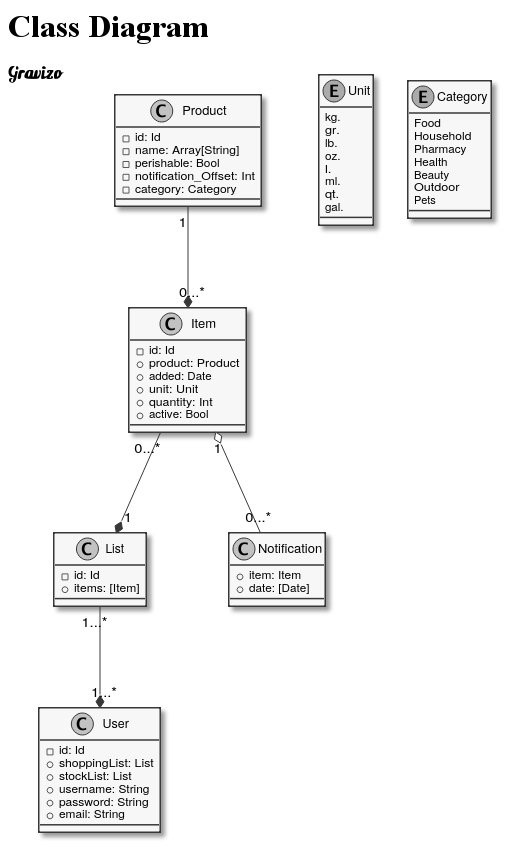 Class Diagram
Gravizo
C Product
id: Id
name: Array[String]
perishable: Bool
notification_Offset: Int
category: Category
E Unit
kg.
gr.
lb.
oz.
l.
ml.
qt.
gal.
E Category
Food
Household
Pharmacy
Health
Beauty
Outdoor
Pets
1
0...*
C Item
id: Id
product: Product
added: Date
unit: Unit
quantity: Int
active: Bool
0...*
1
1
0...*
C List
id: Id
items: [Item]
C Notification
item: Item
date: [Date]
1...*
1...*
C User
id: Id
shoppingList: List
stockList: List
username: String
password: String
email: String